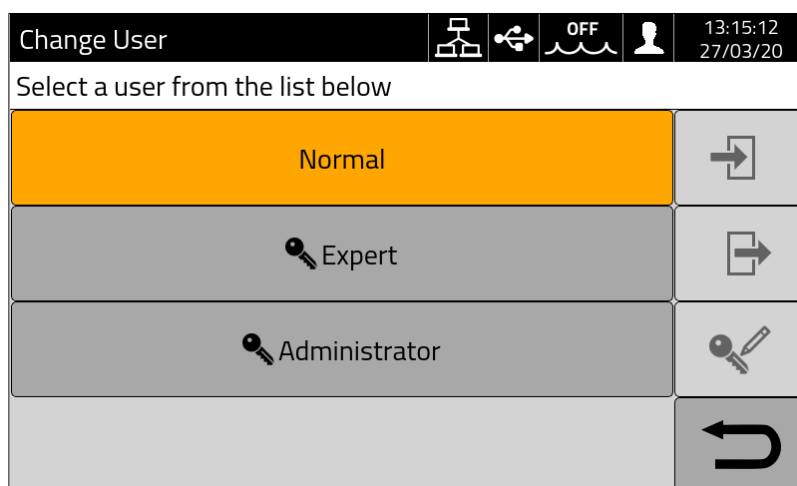 Change User
OFF
13:15:12
27/03/20
Select a user from the list below
Normal
Expert
Administrator